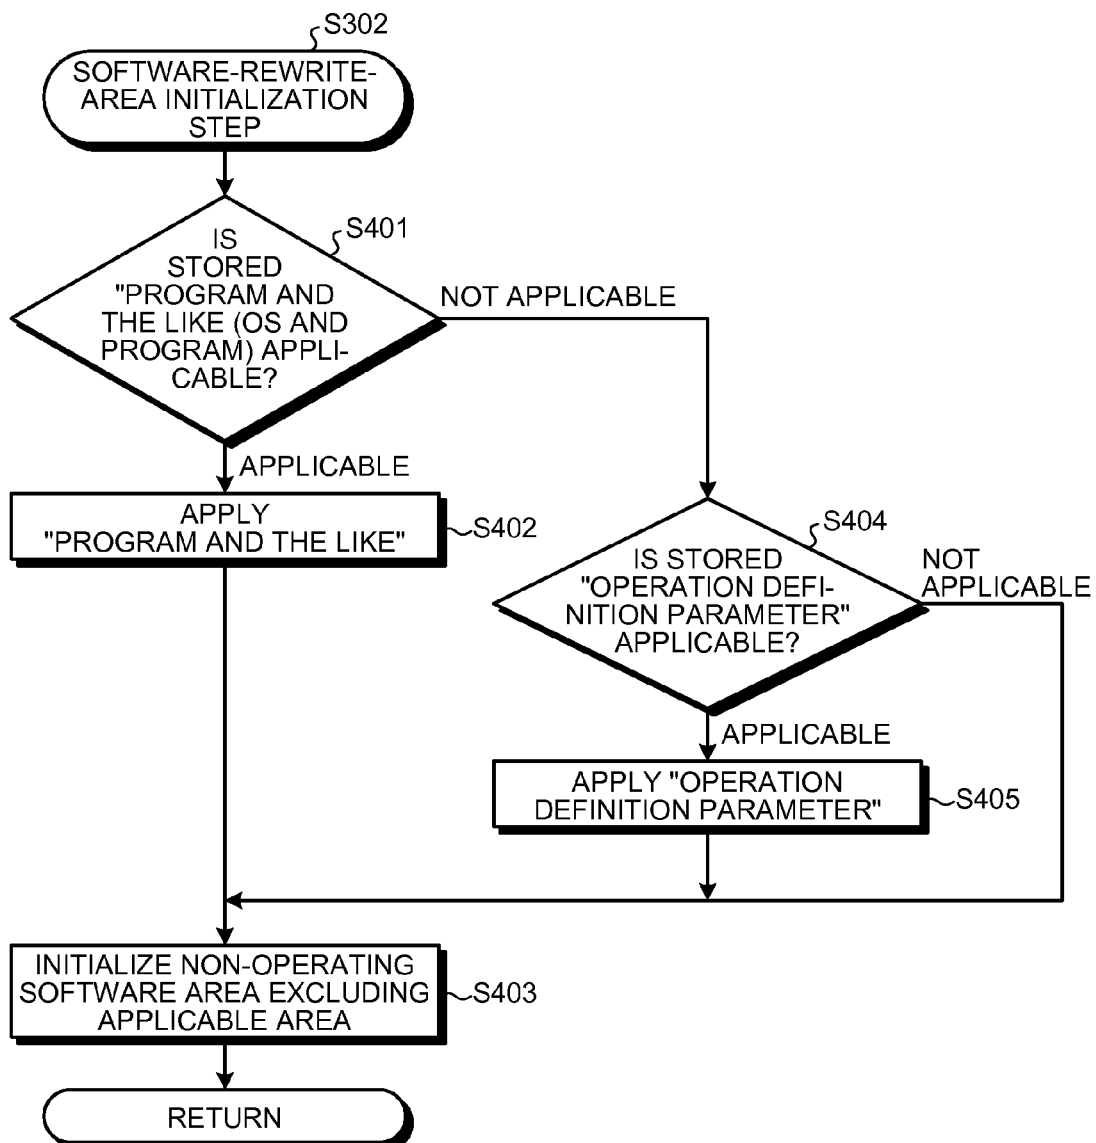 S302
SOFTWARE-REWRITE-
AREA INITIALIZATION
STEP
S401
IS
STORED
"PROGRAM AND
THE LIKE (OS AND
PROGRAM) APPLI-
CABLE?
NOT APPLICABLE
APPLICABLE
APPLY
"PROGRAM AND THE LIKE"
S402
S404
IS STORED
"OPERATION DEFI-
NITION PARAMETER"
APPLICABLE?
NOT
APPLICABLE
APPLICABLE
APPLY "OPERATION
DEFINITION PARAMETER"
S405
INITIALIZE NON-OPERATING
SOFTWARE AREA EXCLUDING
APPLICABLE AREA
S403
RETURN